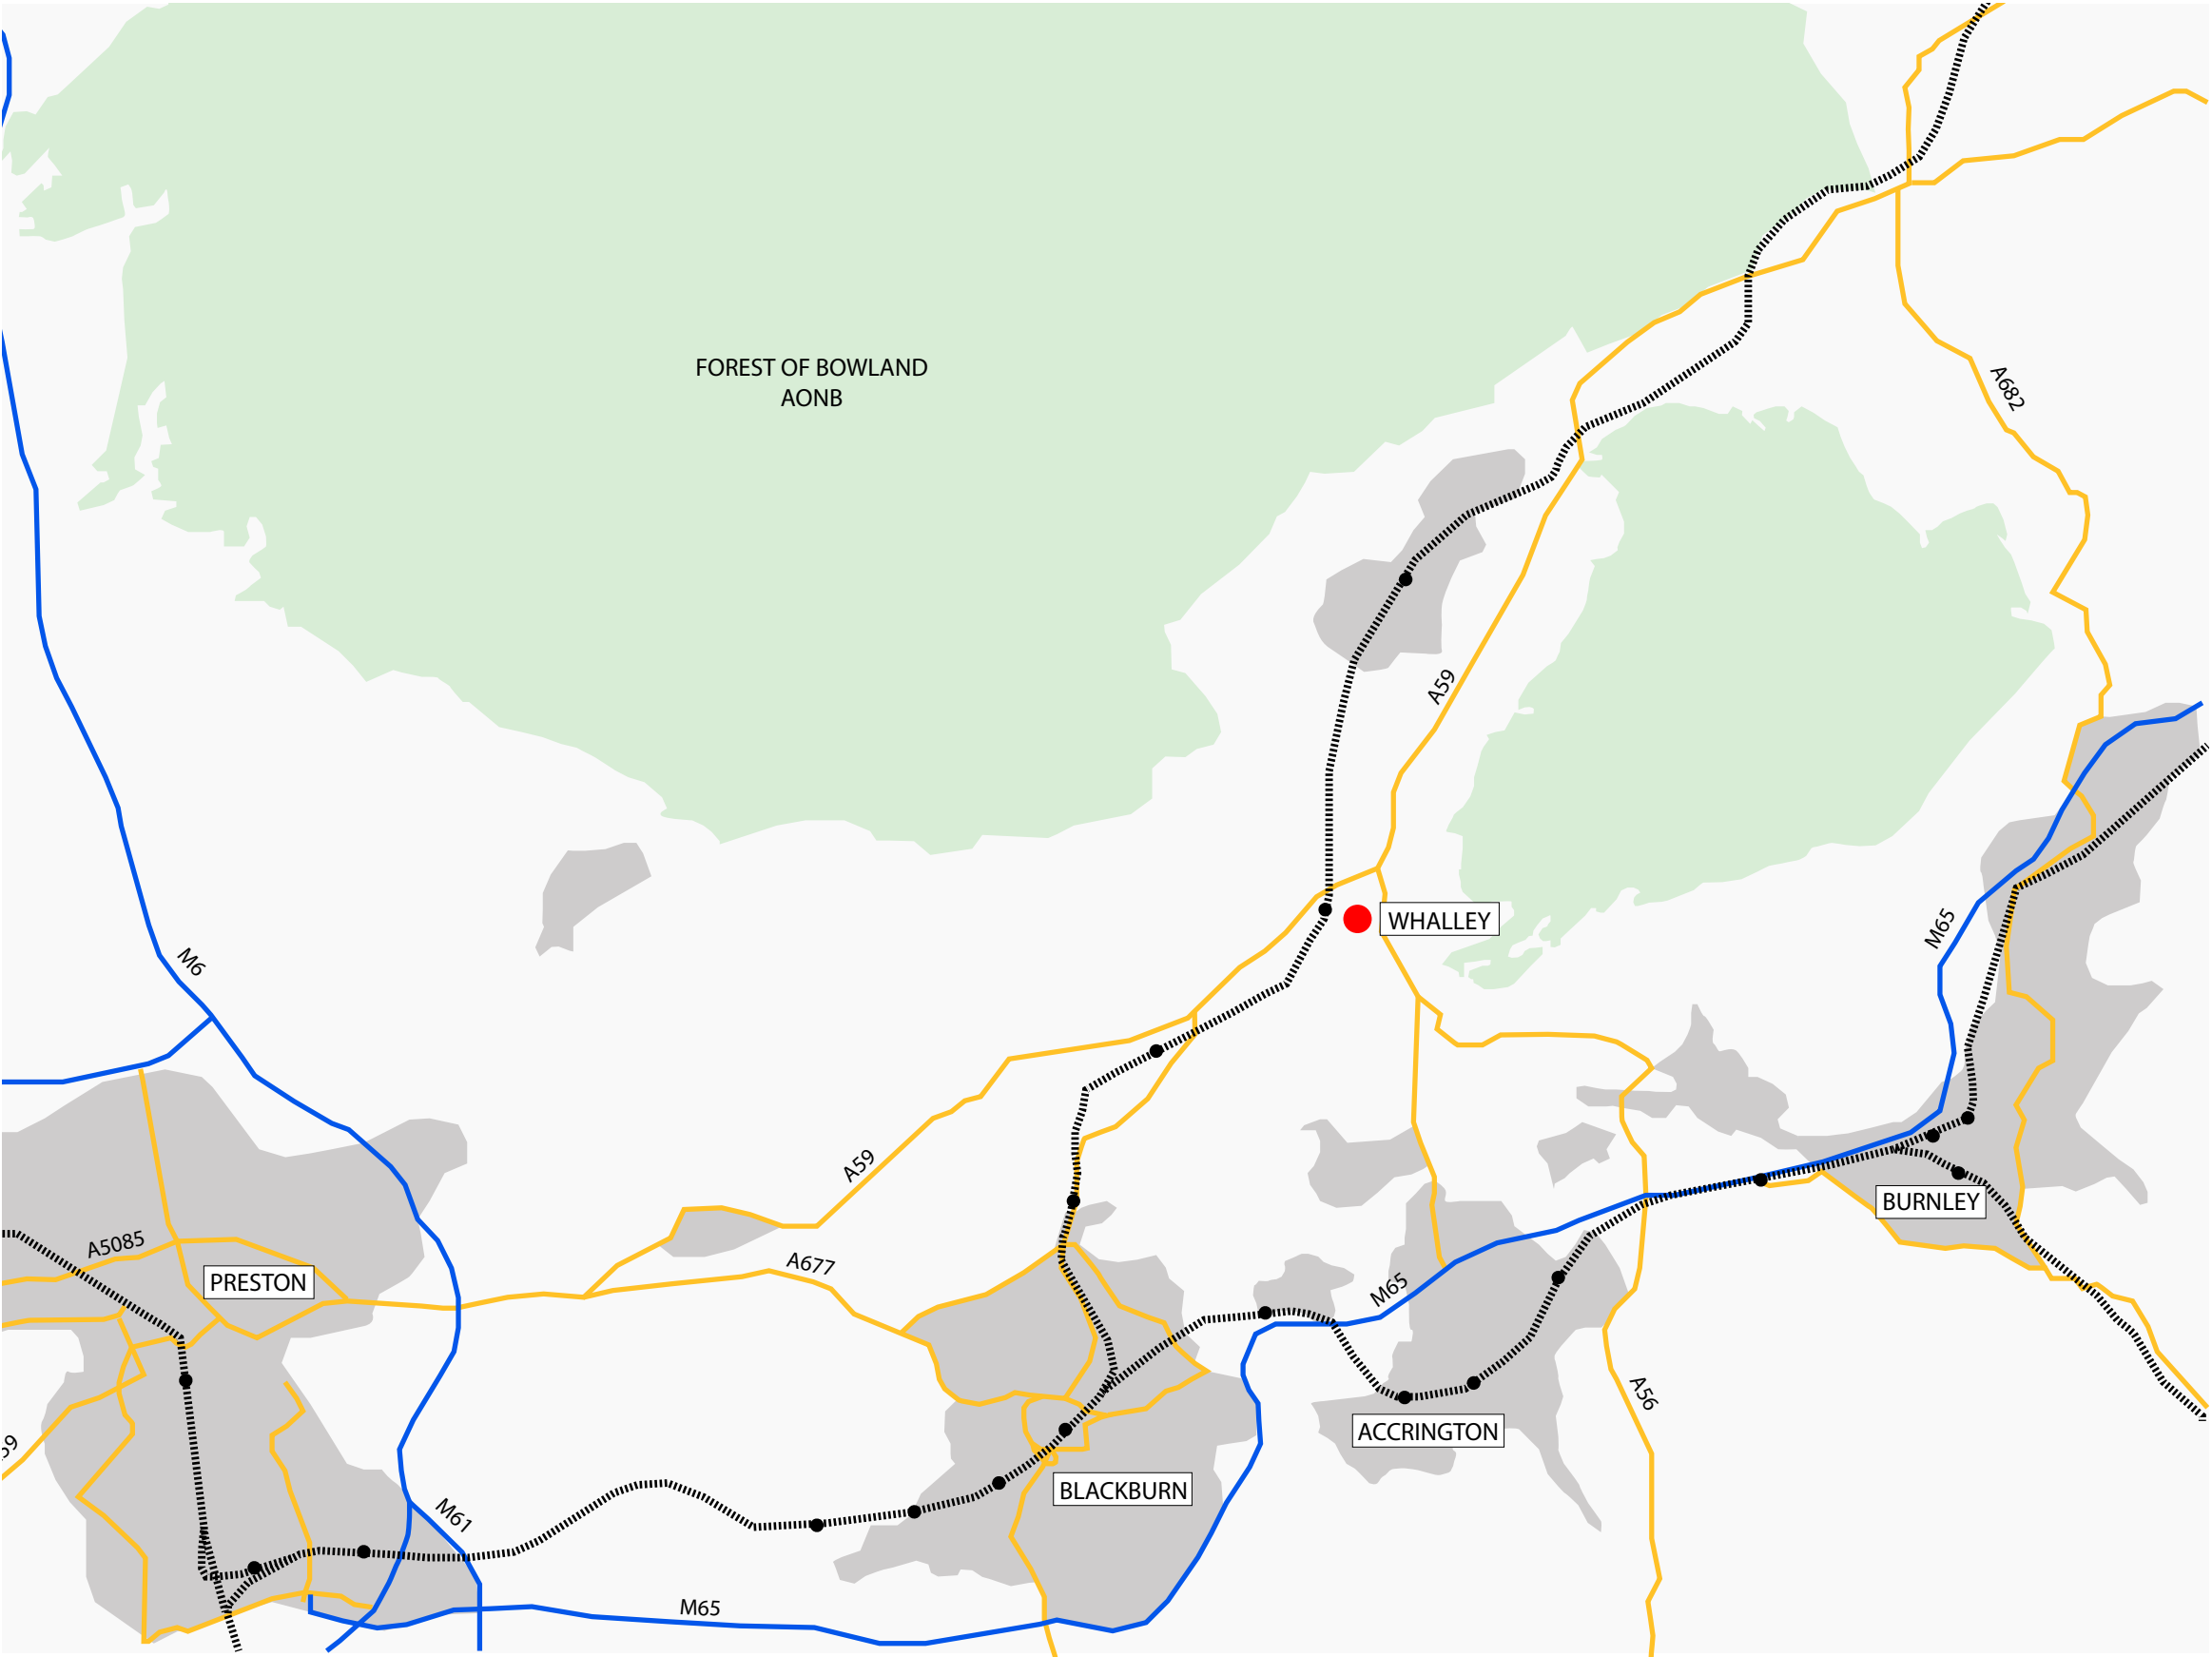 FOREST OF BOWLAND
AONB
A682
A59
WHALLEY
M65
M6
A59
A5085
PRESTON
A677
BURNLEY
M65
A56
ACCRINGTON
59
BLACKBURN
M61
M65